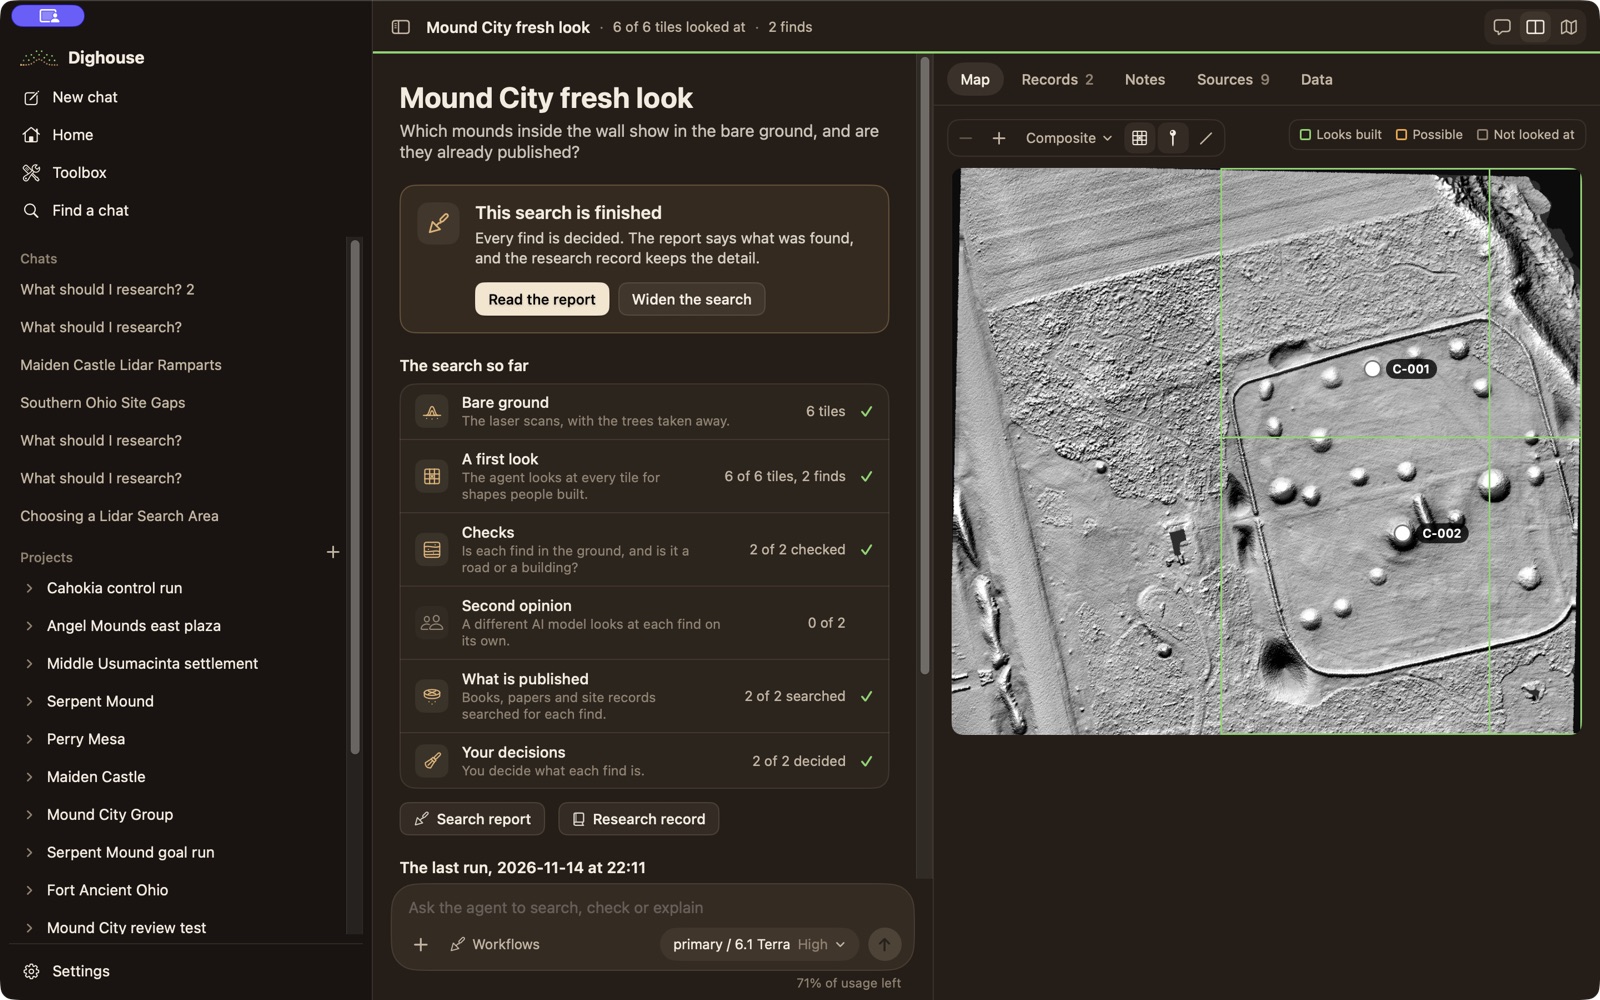 Dighouse
New chat
Home
Toolbox
Find a chat
Chats
What should I research? 2
What should I research?
Maiden Castle Lidar Ramparts
Southern Ohio Site Gaps
What should I research?
What should I research?
Choosing a Lidar Search Area
Projects
Cahokia control run
Angel Mounds east plaza
Middle Usumacinta settlement
Serpent Mound
Perry Mesa
Maiden Castle
Mound City Group
Serpent Mound goal run
Fort Ancient Ohio
Mound City review test
Settings
Mound City fresh look · 6 of 6 tiles looked at · 2 finds
Mound City fresh look
Which mounds inside the wall show in the bare ground, and are
they already published?
This search is finished
Every find is decided. The report says what was found,
and the research record keeps the detail.
Read the report
Widen the search
The search so far
Bare ground
The laser scans, with the trees taken away.
6 tiles
A first look
The agent looks at every tile for
shapes people built.
6 of 6 tiles, 2 finds
Checks
Is each find in the ground, and is it a
road or a building?
2 of 2 checked
Second opinion
A different AI model looks at each find on
its own.
0 of 2
What is published
Books, papers and site records
searched for each find.
2 of 2 searched
Your decisions
You decide what each find is.
2 of 2 decided
Search report
Research record
The last run, 2026-11-14 at 22:11
Ask the agent to search, check or explain
Workflows
primary / 6.1 Terra High
71% of usage left
Map
Records 2
Notes
Sources 9
Data
Composite
Looks built
Possible
Not looked at
C-001
C-002